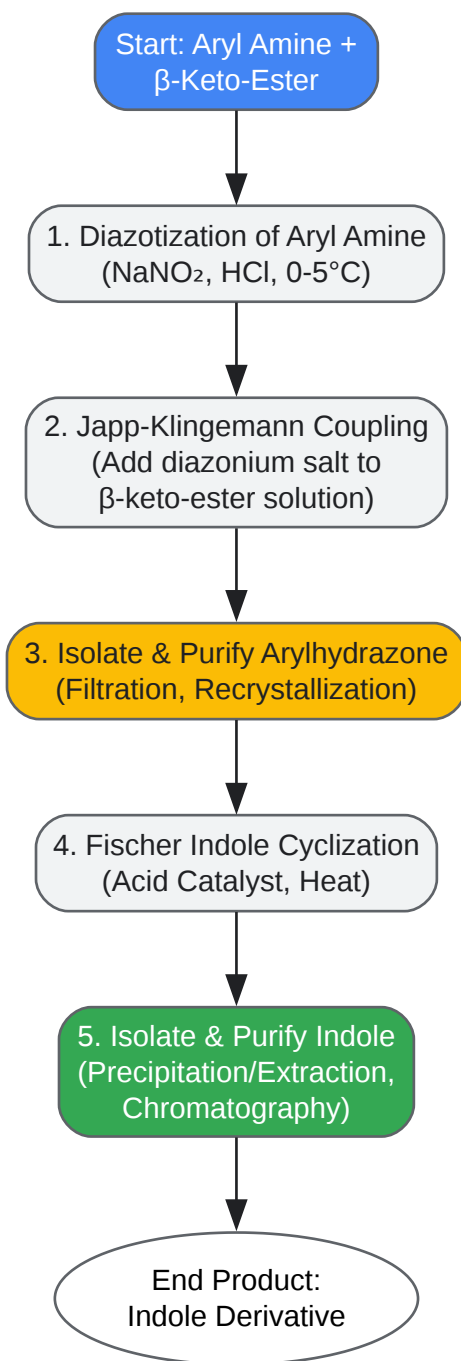 Start: Aryl Amine +
β-Keto-Ester
1. Diazotization of Aryl Amine
(NaNO₂, HCl, 0-5°C)
2. Japp-Klingemann Coupling
(Add diazonium salt to
β-keto-ester solution)
3. Isolate & Purify Arylhydrazone
(Filtration, Recrystallization)
4. Fischer Indole Cyclization
(Acid Catalyst, Heat)
5. Isolate & Purify Indole
(Precipitation/Extraction,
Chromatography)
End Product:
Indole Derivative